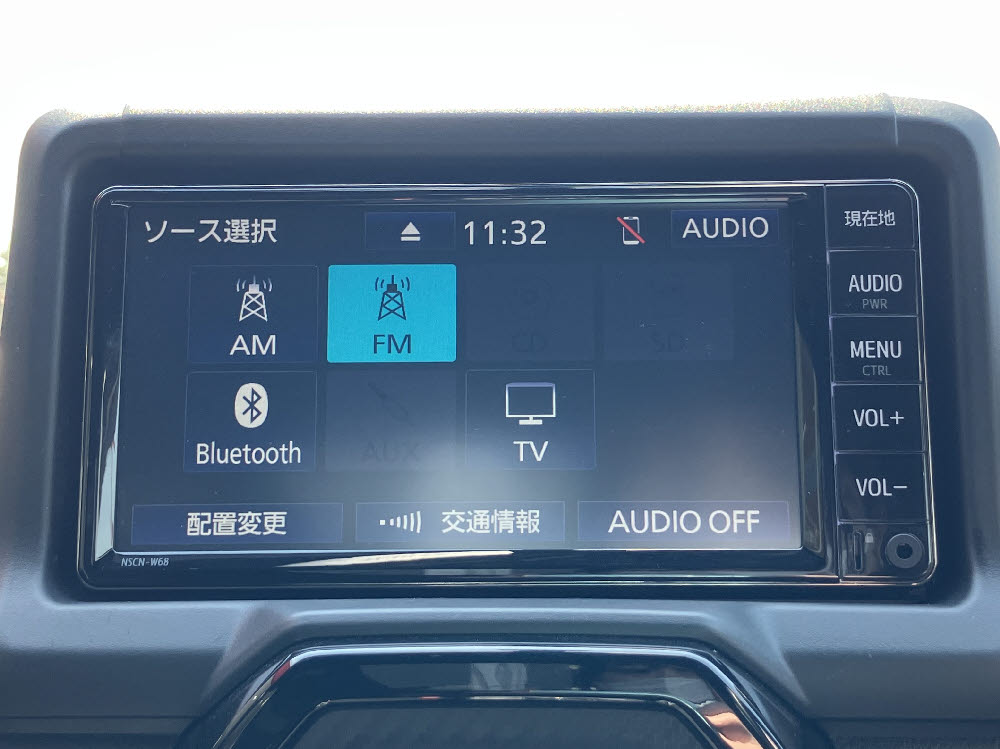 ソース選択 11:32 AUDIO
AM FM CD SD
Bluetooth AUX TV
配置変更 交通情報 AUDIO OFF
NSCN-W68
現在地
AUDIO
PWR
MENU
CTRL
VOL+
VOL−